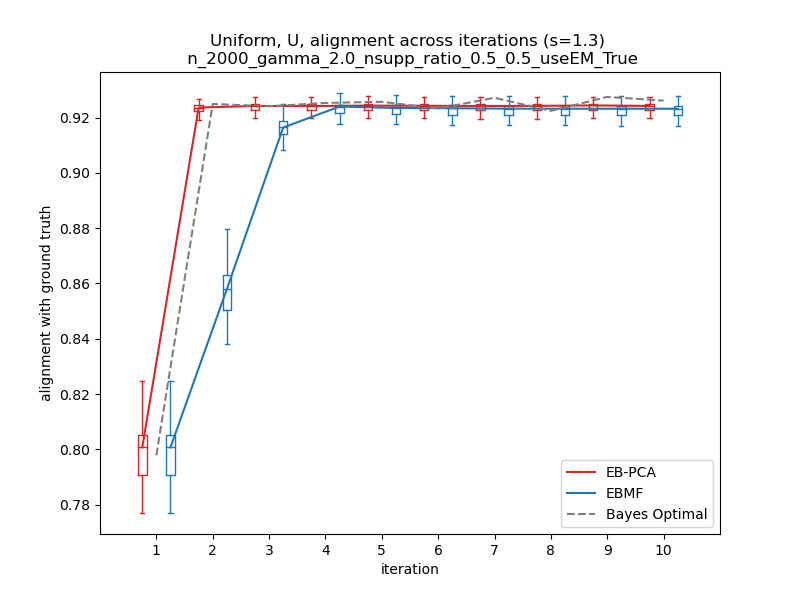 Uniform, U, alignment across iterations (s=1.3)
n_2000_gamma_2.0_nsupp_ratio_0.5_0.5_useEM_True
alignment with ground truth
0.92
0.90
0.88
0.86
0.84
0.82
0.80
0.78
EB-PCA
EBMF
Bayes Optimal
1 2 3 4 5 6 7 8 9 10
iteration